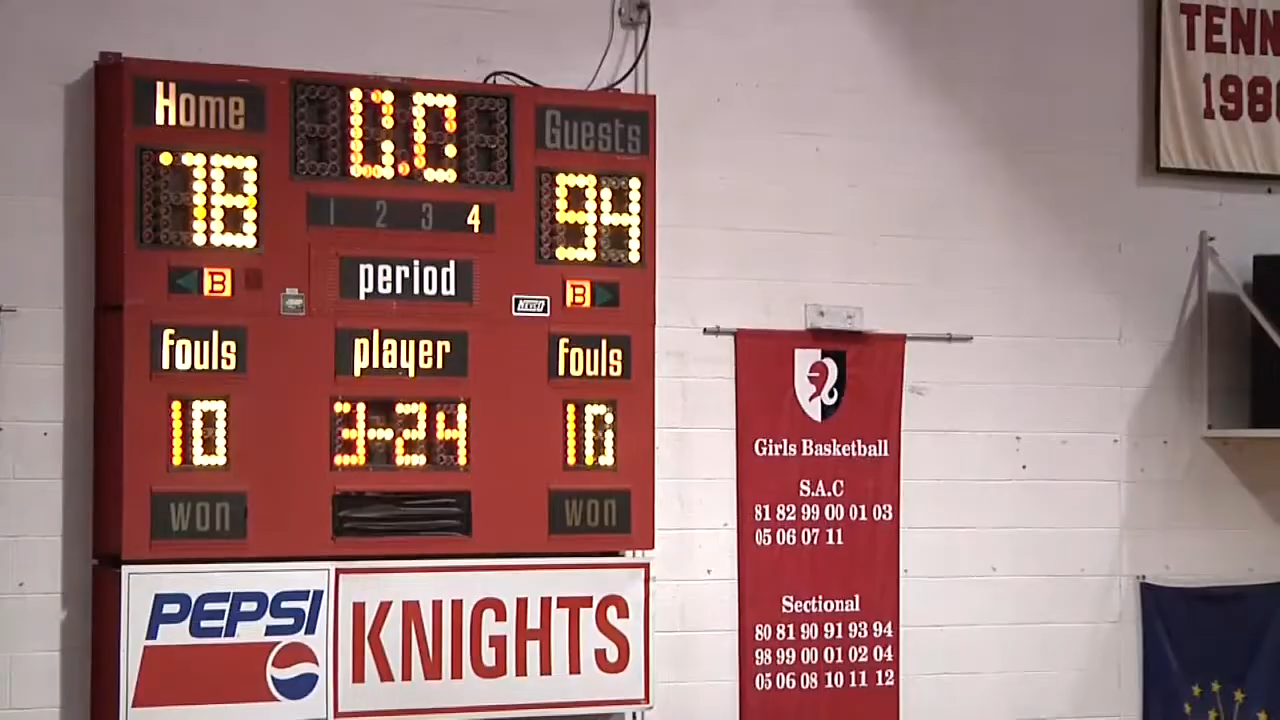 Home
0.0
Guests
78
1 2 3 4
94
B
period
B
NEVCO
fouls
player
fouls
10
3-24
10
won
won
PEPSI
KNIGHTS
Girls Basketball
S.A.C
81 82 99 00 01 03
05 06 07 11
Sectional
80 81 90 91 93 94
98 99 00 01 02 04
05 06 08 10 11 12
TENN
198